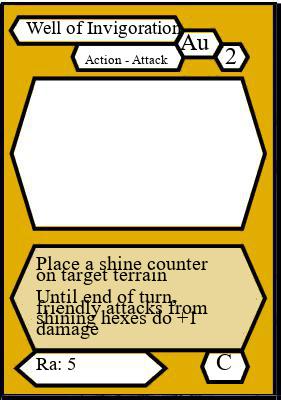 Well of Invigoration
Au
Action - Attack
2
Place a shine counter
on target terrain
Until end of turn,
friendly attacks from
shining hexes do +1
damage
Ra: 5
C